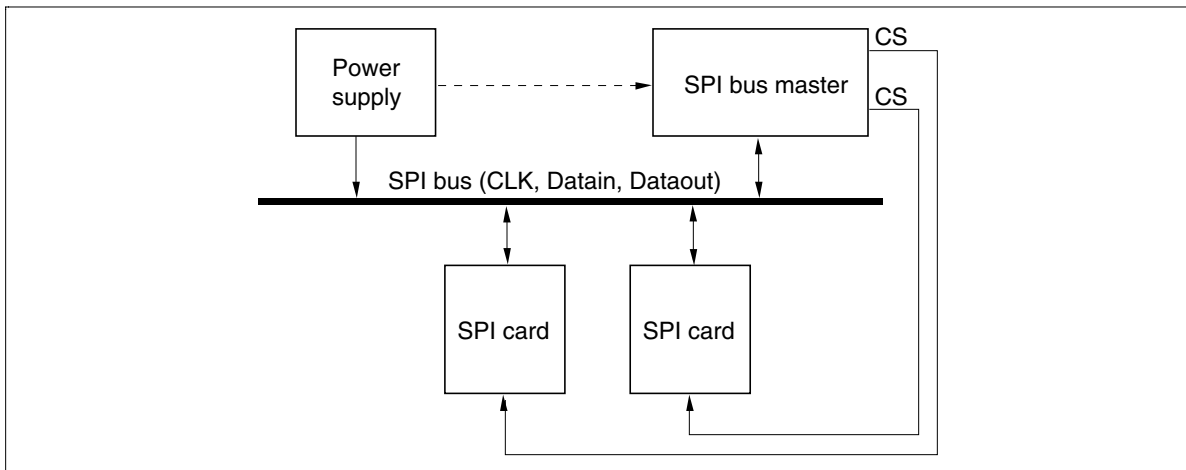 Power
supply
SPI bus master
CS
CS
SPI bus (CLK, Datain, Dataout)
SPI card
SPI card